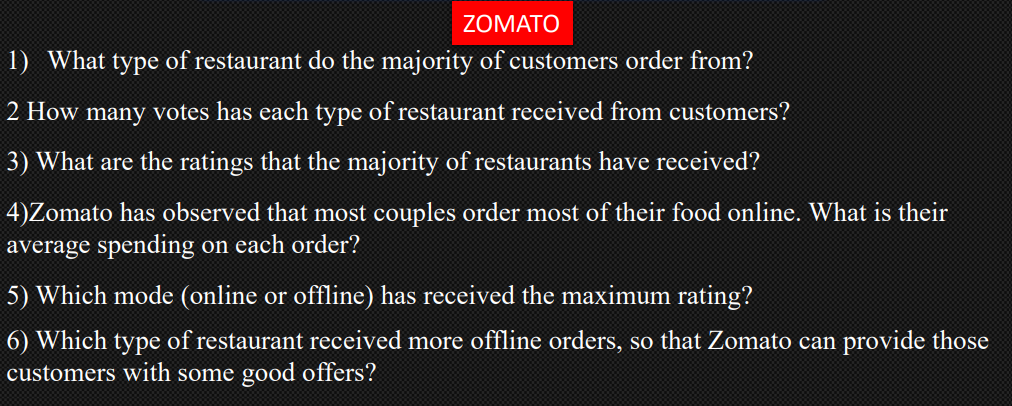 ZOMATO
1) What type of restaurant do the majority of customers order from?
2 How many votes has each type of restaurant received from customers?
3) What are the ratings that the majority of restaurants have received?
4)Zomato has observed that most couples order most of their food online. What is their
average spending on each order?
5) Which mode (online or offline) has received the maximum rating?
6) Which type of restaurant received more offline orders, so that Zomato can provide those
customers with some good offers?